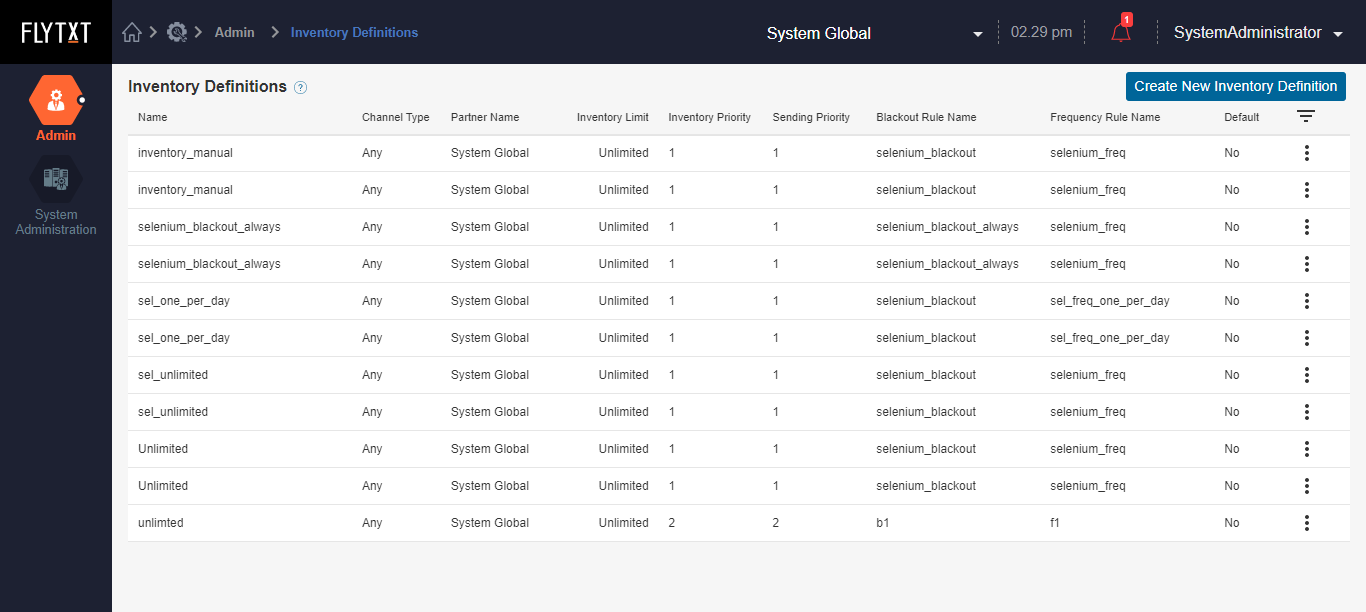 FLYTXT
Admin Inventory Definitions System Global 02.29 pm 1 SystemAdministrator
Admin
System
Administration
Inventory Definitions ? Create New Inventory Definition
Name Channel Type Partner Name Inventory Limit Inventory Priority Sending Priority Blackout Rule Name Frequency Rule Name Default
inventory_manual Any System Global Unlimited 1 1 selenium_blackout selenium_freq No
inventory_manual Any System Global Unlimited 1 1 selenium_blackout selenium_freq No
selenium_blackout_always Any System Global Unlimited 1 1 selenium_blackout_always selenium_freq No
selenium_blackout_always Any System Global Unlimited 1 1 selenium_blackout_always selenium_freq No
sel_one_per_day Any System Global Unlimited 1 1 selenium_blackout sel_freq_one_per_day No
sel_one_per_day Any System Global Unlimited 1 1 selenium_blackout sel_freq_one_per_day No
sel_unlimited Any System Global Unlimited 1 1 selenium_blackout selenium_freq No
sel_unlimited Any System Global Unlimited 1 1 selenium_blackout selenium_freq No
Unlimited Any System Global Unlimited 1 1 selenium_blackout selenium_freq No
Unlimited Any System Global Unlimited 1 1 selenium_blackout selenium_freq No
unlimted Any System Global Unlimited 2 2 b1 f1 No